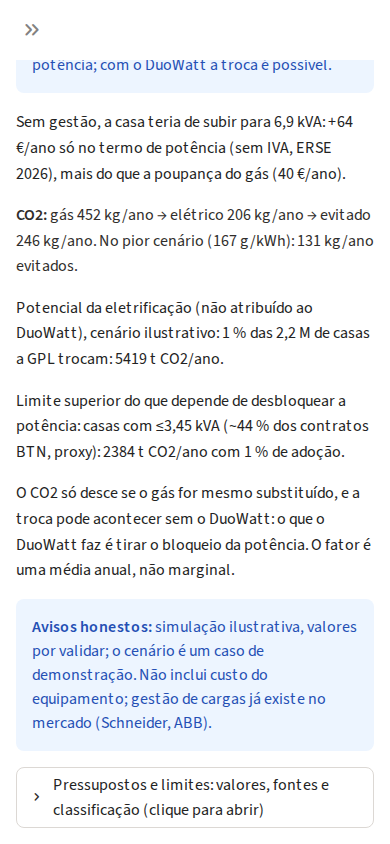 potência; com o DuoWatt a troca é possível.
Sem gestão, a casa teria de subir para 6,9 kVA: +64
€/ano só no termo de potência (sem IVA, ERSE
2026), mais do que a poupança do gás (40 €/ano).
CO2: gás 452 kg/ano → elétrico 206 kg/ano → evitado
246 kg/ano. No pior cenário (167 g/kWh): 131 kg/ano
evitados.
Potencial da eletrificação (não atribuído ao
DuoWatt), cenário ilustrativo: 1 % das 2,2 M de casas
a GPL trocam: 5419 t CO2/ano.
Limite superior do que depende de desbloquear a
potência: casas com ≤3,45 kVA (~44 % dos contratos
BTN, proxy): 2384 t CO2/ano com 1 % de adoção.
O CO2 só desce se o gás for mesmo substituído, e a
troca pode acontecer sem o DuoWatt: o que o
DuoWatt faz é tirar o bloqueio da potência. O fator é
uma média anual, não marginal.
Avisos honestos: simulação ilustrativa, valores
por validar; o cenário é um caso de
demonstração. Não inclui custo do
equipamento; gestão de cargas já existe no
mercado (Schneider, ABB).
Pressupostos e limites: valores, fontes e
classificação (clique para abrir)